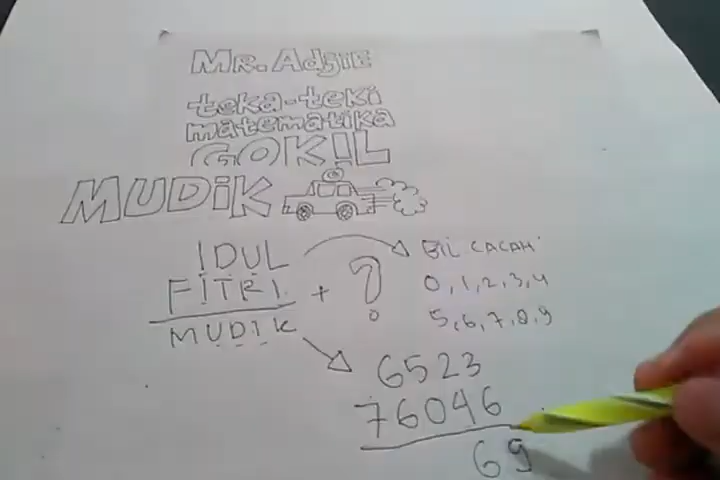 MR. AdjiE
teka-teki
matematika
GOKIL
MUDiK
IDUL
FITRI +
MUDIK
?
BIL CACAH
0, 1, 2, 3, 4
5, 6, 7, 8, 9
6523
76046
69